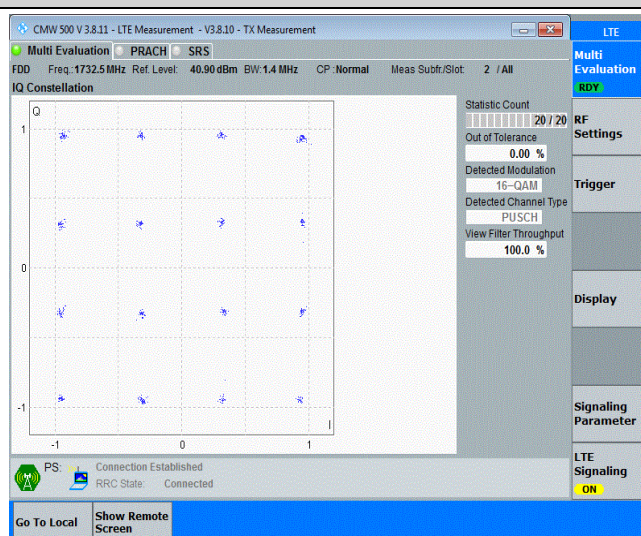 CMW 500 V 3.8.11 - LTE Measurement - V3.8.10 - TX Measurement
Multi Evaluation PRACH SRS
FDD Freq.:1732.5 MHz Ref. Level: 40.90 dBm BW:1.4 MHz CP :Normal Meas Subfr./Slot: 2 / All
IQ Constellation
Q
1
0
-1
I
-1 0 1
Statistic Count
20 / 20
Out of Tolerance
0.00 %
Detected Modulation
16-QAM
Detected Channel Type
PUSCH
View Filter Throughput
100.0 %
PS: Connection Established
RRC State: Connected
LTE
Multi
Evaluation
RDY
RF
Settings
Trigger
Display
Signaling
Parameter
LTE
Signaling
ON
Go To Local
Show Remote
Screen